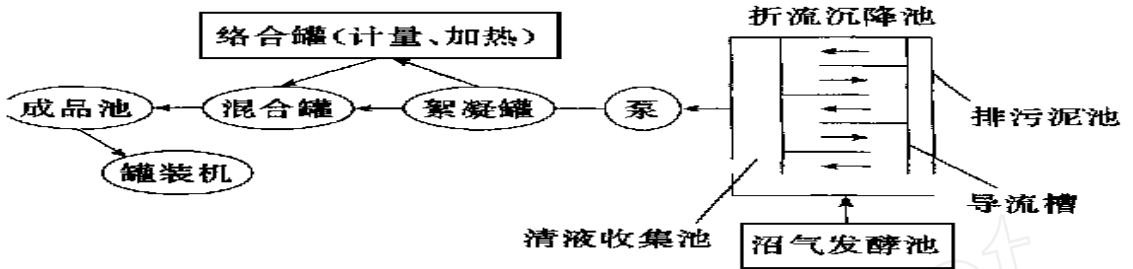 折流沉降池
络合罐(计量、加热)
成品池
混合罐
絮凝罐
泵
排污泥池
罐装机
导流槽
清液收集池
沼气发酵池